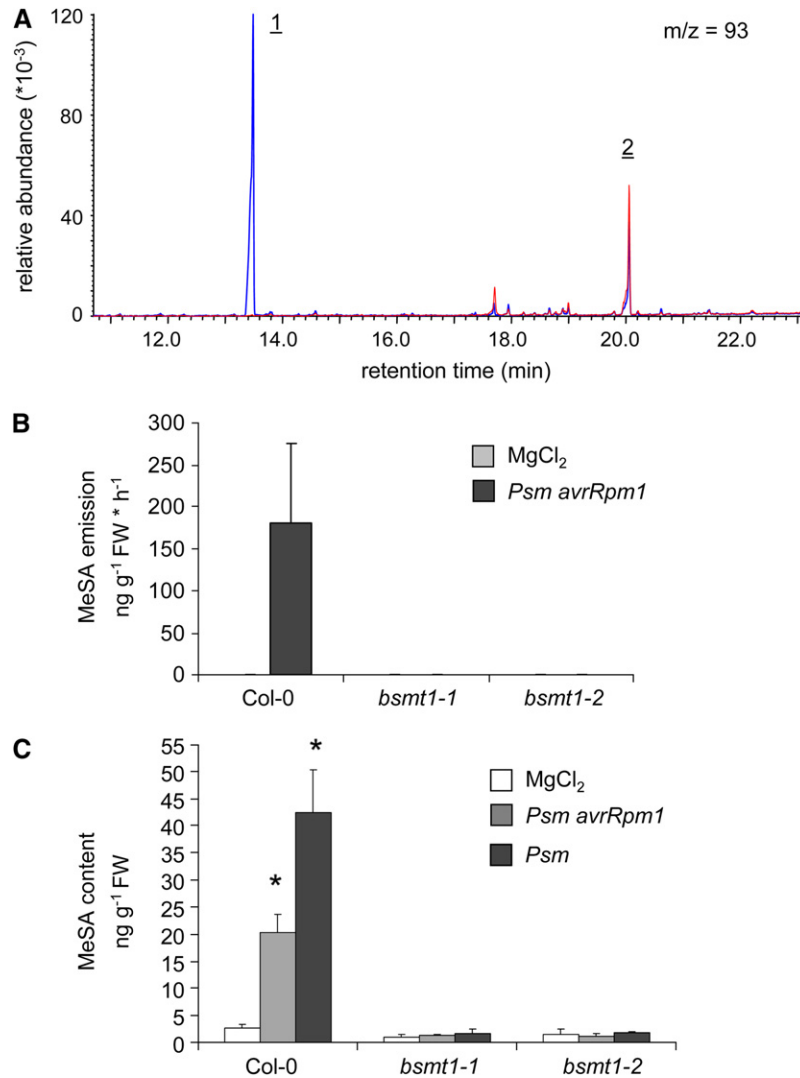 A
120
80
40
0
relative abundance (*10-3)
1
2
m/z = 93
12.0 14.0 16.0 18.0 20.0 22.0
retention time (min)
B
300
250
200
150
100
50
0
MeSA emission
ng g-1 FW * h-1
MgCl2
Psm avrRpm1
Col-0 bsmt1-1 bsmt1-2
C
55
50
45
40
35
30
25
20
15
10
5
0
MeSA content
ng g-1 FW
*
*
MgCl2
Psm avrRpm1
Psm
Col-0 bsmt1-1 bsmt1-2